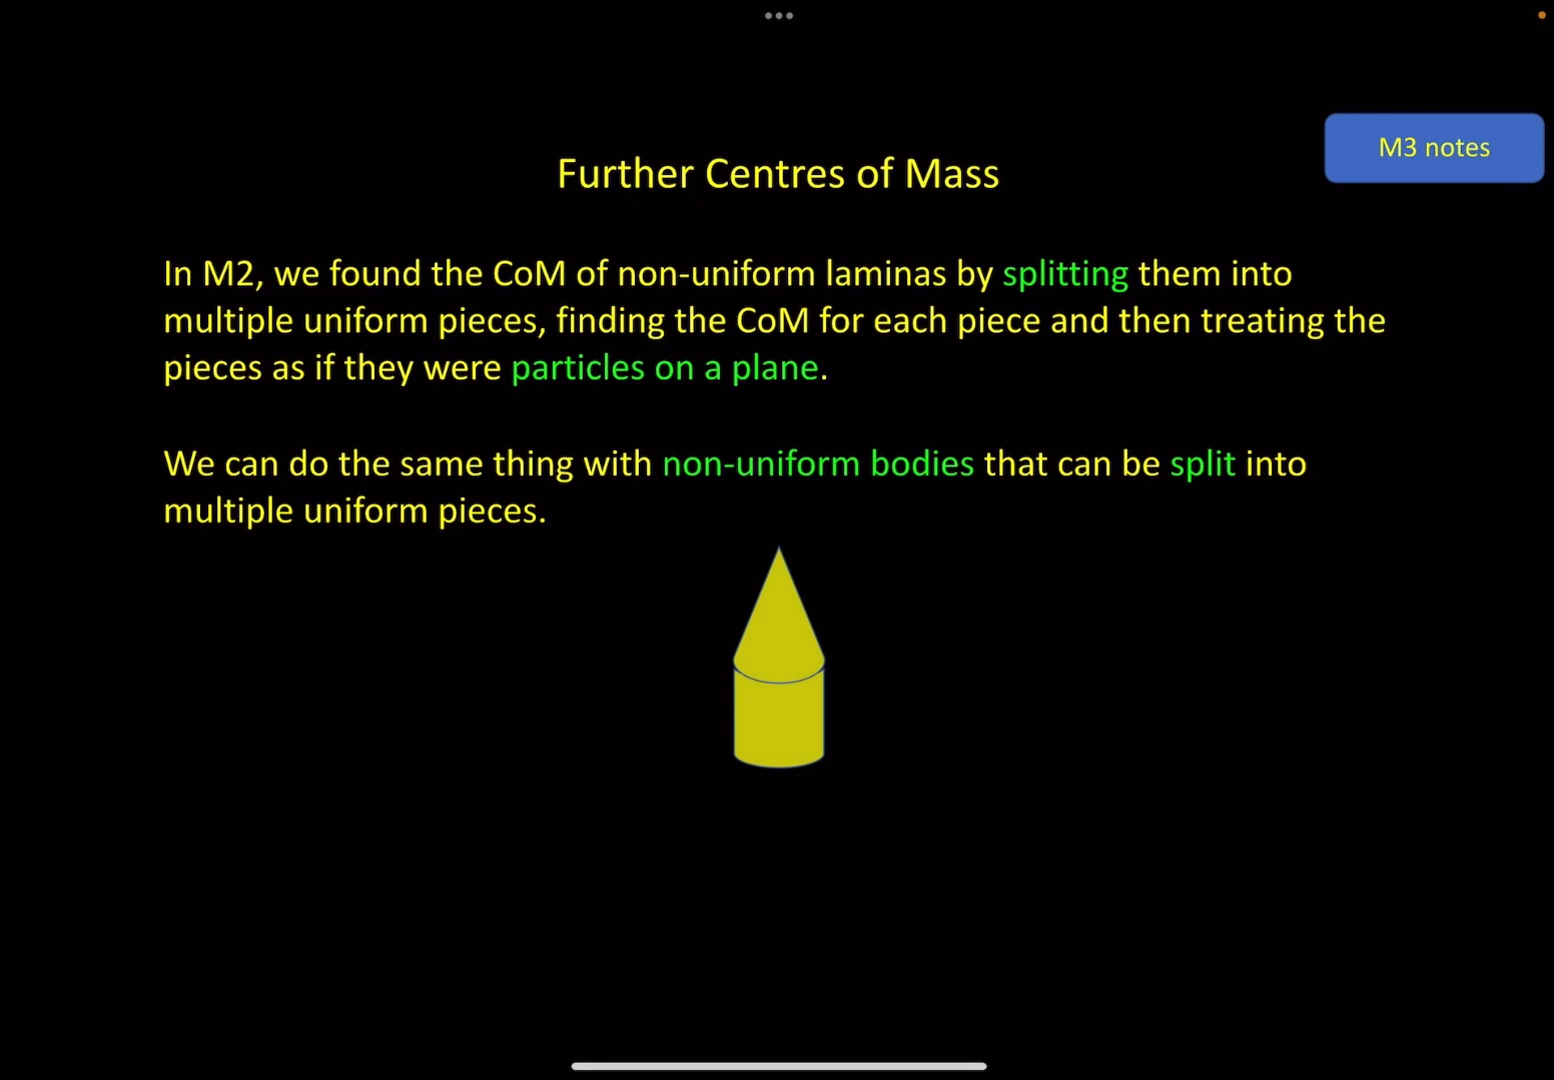 M3 notes
Further Centres of Mass
In M2, we found the CoM of non-uniform laminas by splitting them into
multiple uniform pieces, finding the CoM for each piece and then treating the
pieces as if they were particles on a plane.
We can do the same thing with non-uniform bodies that can be split into
multiple uniform pieces.